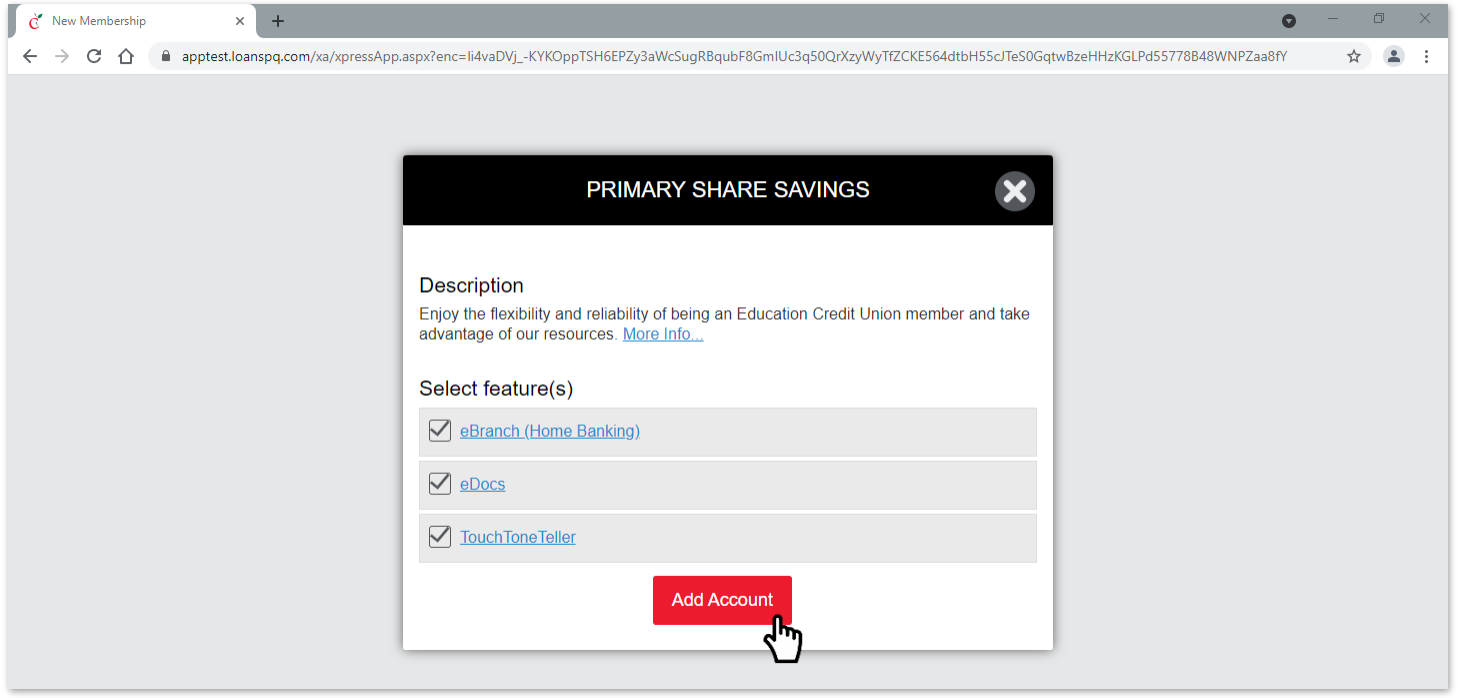 New Membership
apptest.loanspq.com/xa/xpressApp.aspx?enc=Ii4vaDVj_-KYKOppTSH6EPZy3aWcSugRBqubF8GmIUc3q50QrXzyWyTfZCKE564dtbH55cJTeS0GqtwBzeHHzKGLPd55778B48WNPZaa8fY
PRIMARY SHARE SAVINGS
Description
Enjoy the flexibility and reliability of being an Education Credit Union member and take
advantage of our resources. More Info...
Select feature(s)
eBranch (Home Banking)
eDocs
TouchToneTeller
Add Account